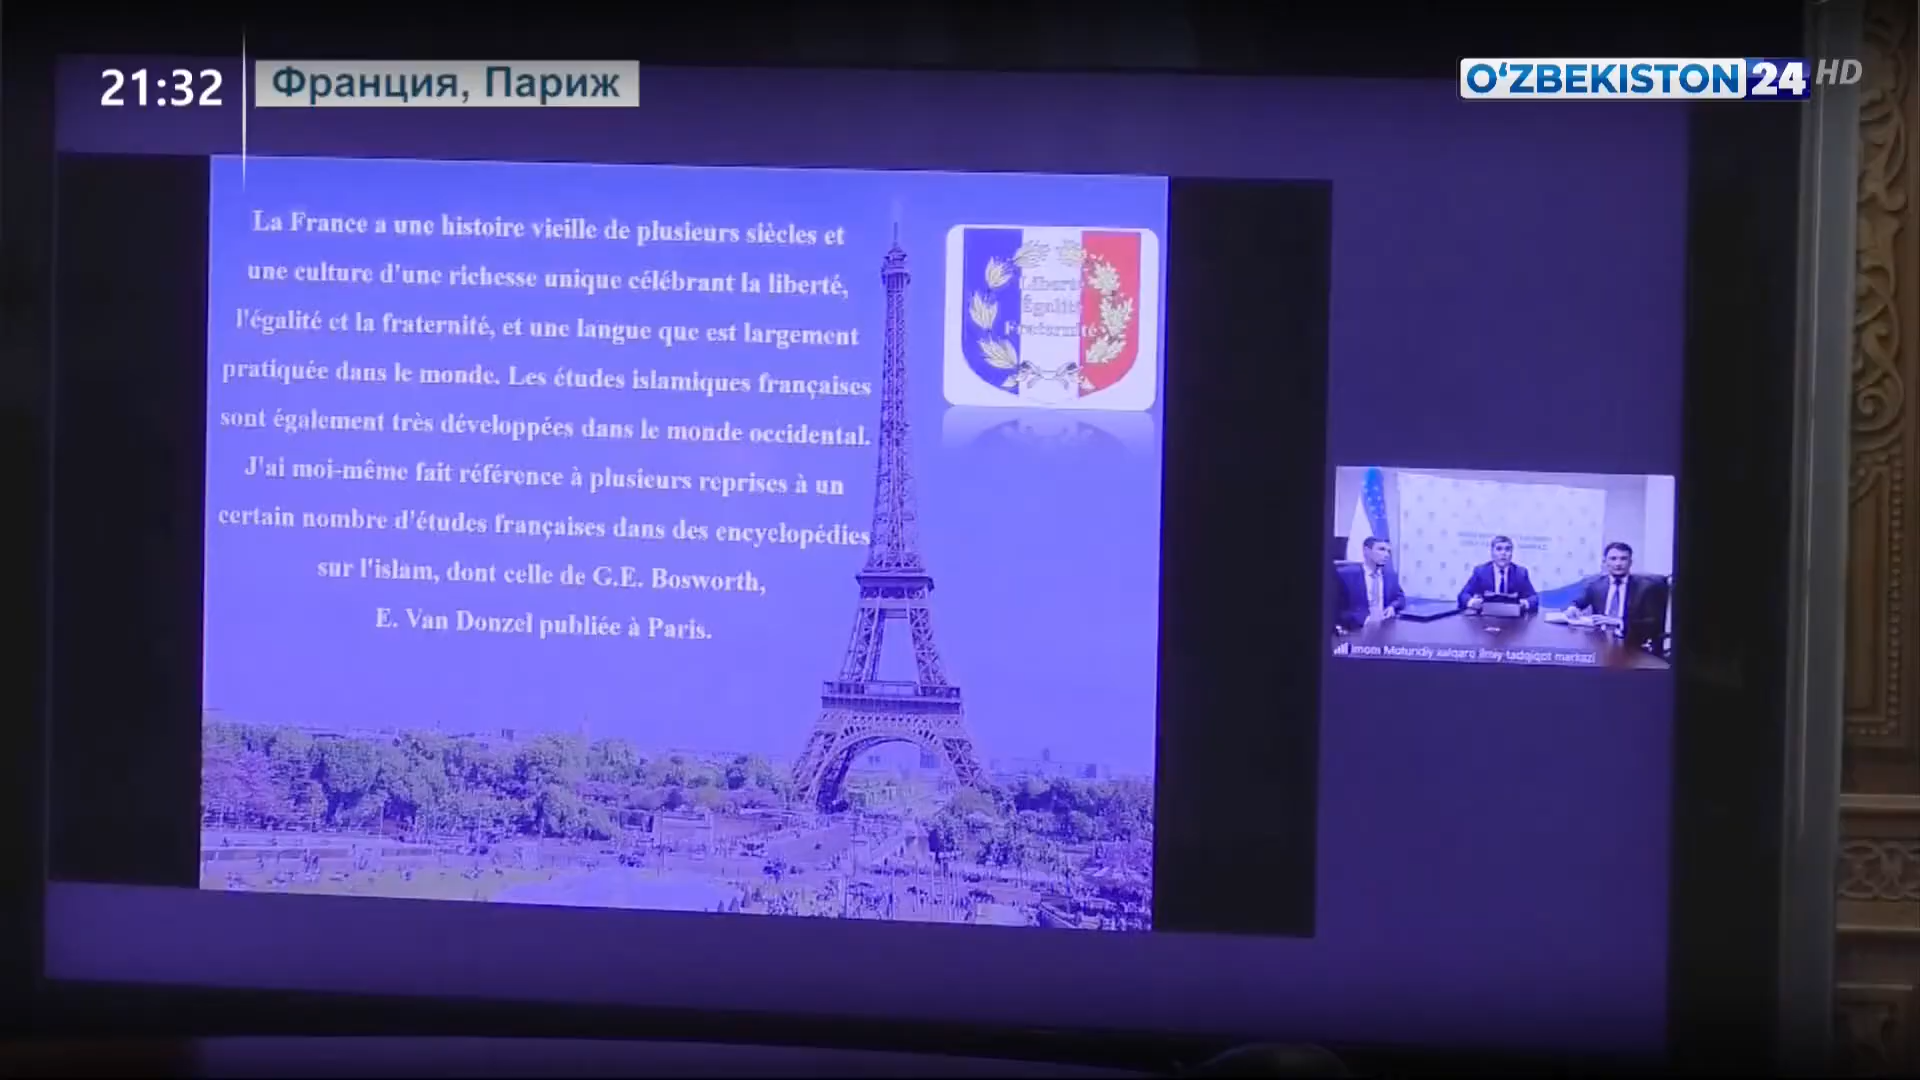 21:32
Франция, Париж
O‘ZBEKISTON 24 HD
La France a une histoire vieille de plusieurs siècles et
une culture d'une richesse unique célébrant la liberté,
l'égalité et la fraternité, et une langue que est largement
pratiquée dans le monde. Les études islamiques françaises
sont également très développées dans le monde occidental.
J'ai moi-même fait référence à plusieurs reprises à un
certain nombre d'études françaises dans des encyclopédies
sur l'islam, dont celle de G.E. Bosworth,
E. Van Donzel publiée à Paris.
Liberté
Égalité
Fraternité
Imom Moturidiy xalqaro ilmiy tadqiqot markazi